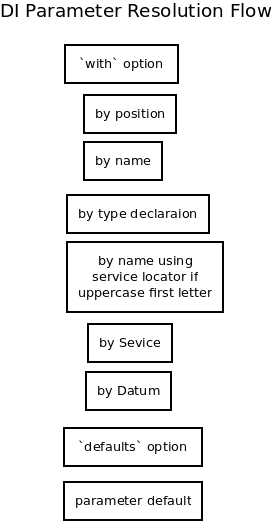 DI Parameter Resolution Flow
`with` option
by position
by name
by type declaraion
by name using
service locator if
uppercase first letter
by Sevice
by Datum
`defaults` option
parameter default